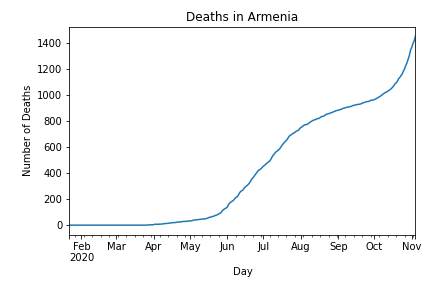 Deaths in Armenia
Number of Deaths
1400
1200
1000
800
600
400
200
0
Feb Mar Apr May Jun Jul Aug Sep Oct Nov
2020
Day